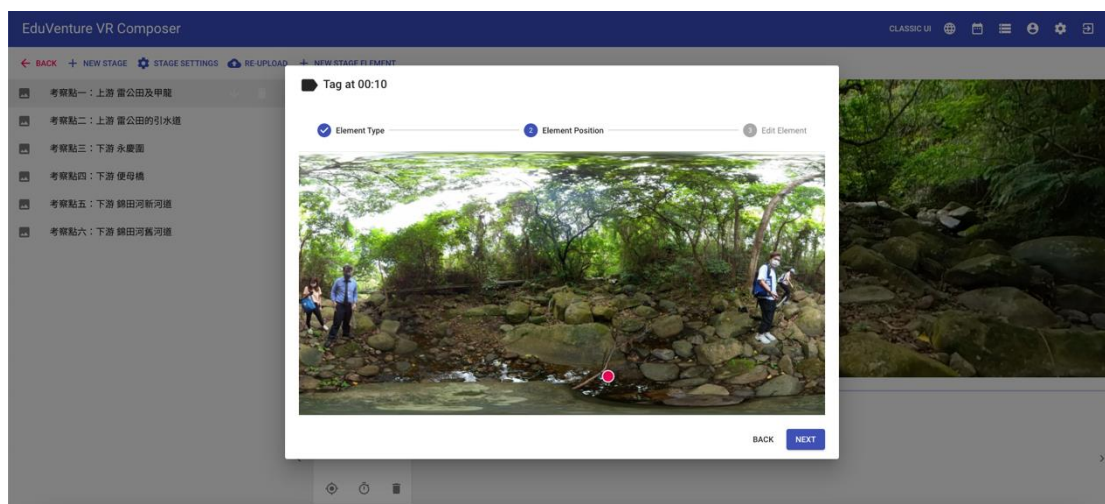 EduVenture VR Composer
CLASSIC UI
BACK
NEW STAGE
STAGE SETTINGS
RE-UPLOAD
NEW STAGE ELEMENT
考察點一：上游 雷公田及甲龍
考察點二：上游 雷公田的引水道
考察點三：下游 永慶圍
考察點四：下游 便母橋
考察點五：下游 錦田河新河道
考察點六：下游 錦田河舊河道
Tag at 00:10
Element Type
2 Element Position
3 Edit Element
BACK
NEXT